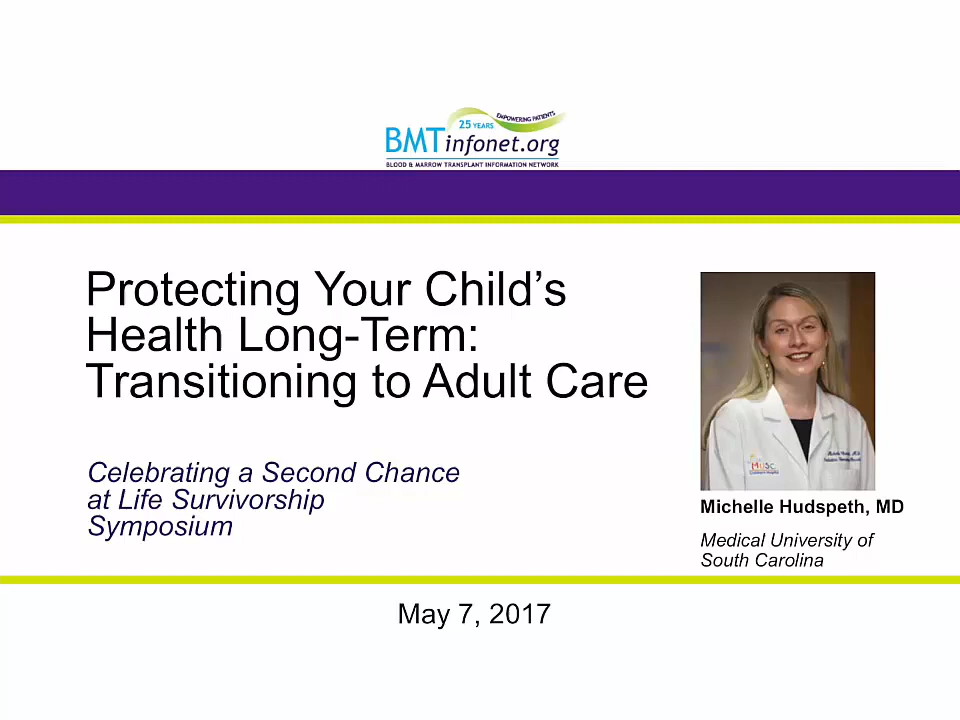 25 YEARS
EMPOWERING PATIENTS
BMTinfonet.org
BLOOD & MARROW TRANSPLANT INFORMATION NETWORK
Protecting Your Child's
Health Long-Term:
Transitioning to Adult Care
Celebrating a Second Chance
at Life Survivorship
Symposium
MUSC
Michelle Hudspeth, MD
Medical University of
South Carolina
May 7, 2017